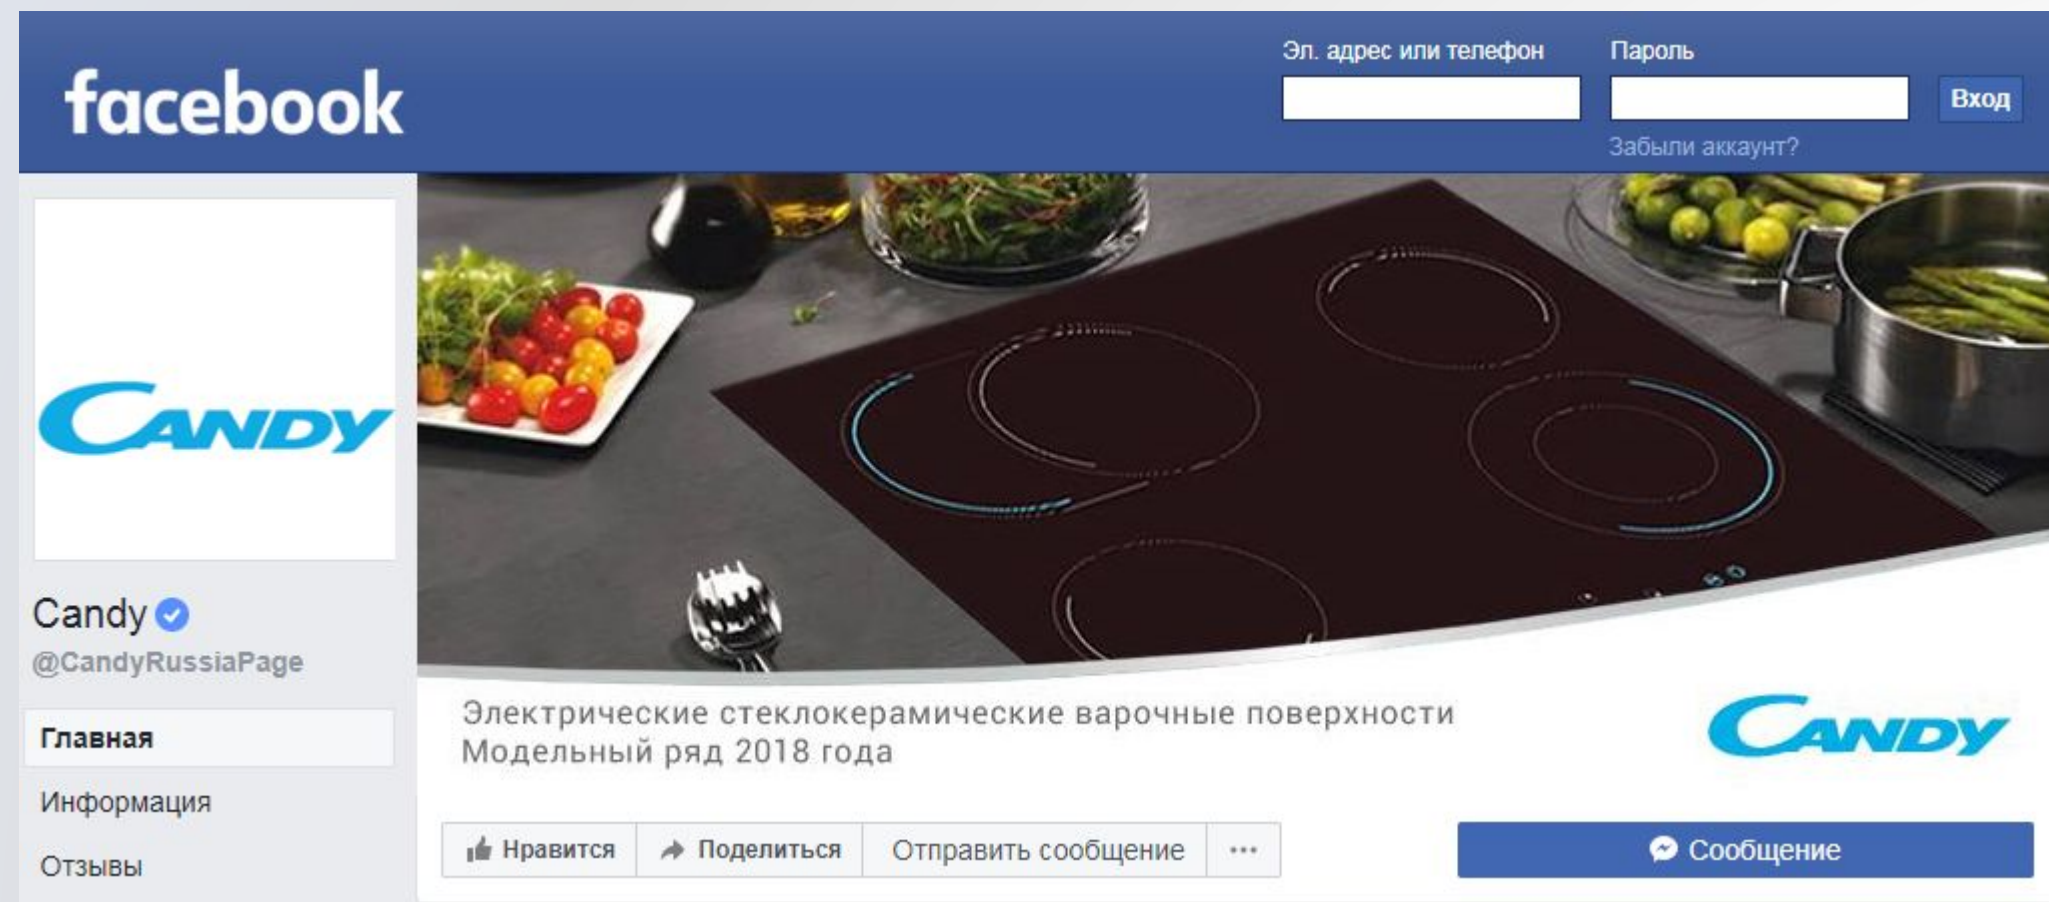 facebook
Эл. адрес или телефон
Пароль
Вход
Забыли аккаунт?
CANDY
Candy
@CandyRussiaPage
Главная
Информация
Отзывы
Электрические стеклокерамические варочные поверхности
Модельный ряд 2018 года
CANDY
Нравится
Поделиться
Отправить сообщение
...
Сообщение